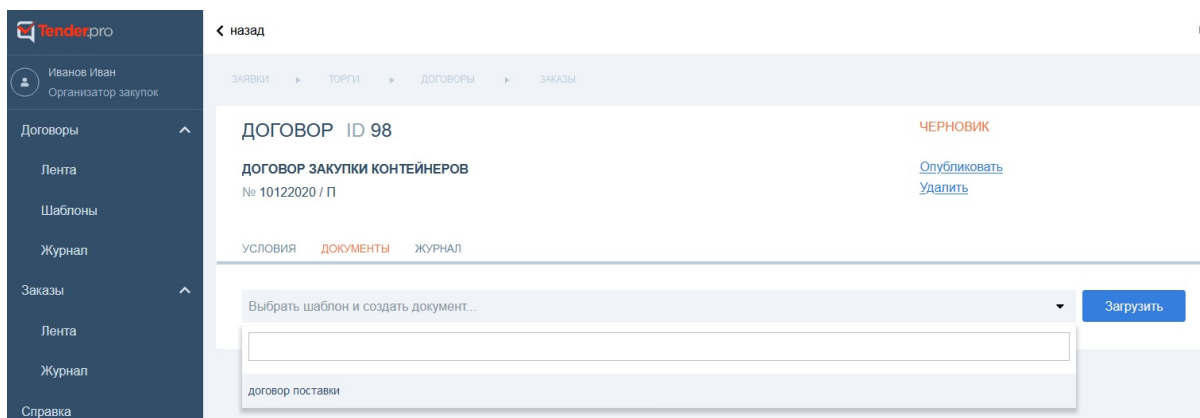 Tender.pro
назад
Иванов Иван
Организатор закупок
ЗАЯВКИ ТОРГИ ДОГОВОРЫ ЗАКАЗЫ
Договоры
ДОГОВОР ID 98
ЧЕРНОВИК
Лента
ДОГОВОР ЗАКУПКИ КОНТЕЙНЕРОВ
Опубликовать
№ 10122020 / П
Удалить
Шаблоны
Журнал
УСЛОВИЯ ДОКУМЕНТЫ ЖУРНАЛ
Заказы
Выбрать шаблон и создать документ...
Загрузить
Лента
Журнал
договор поставки
Справка